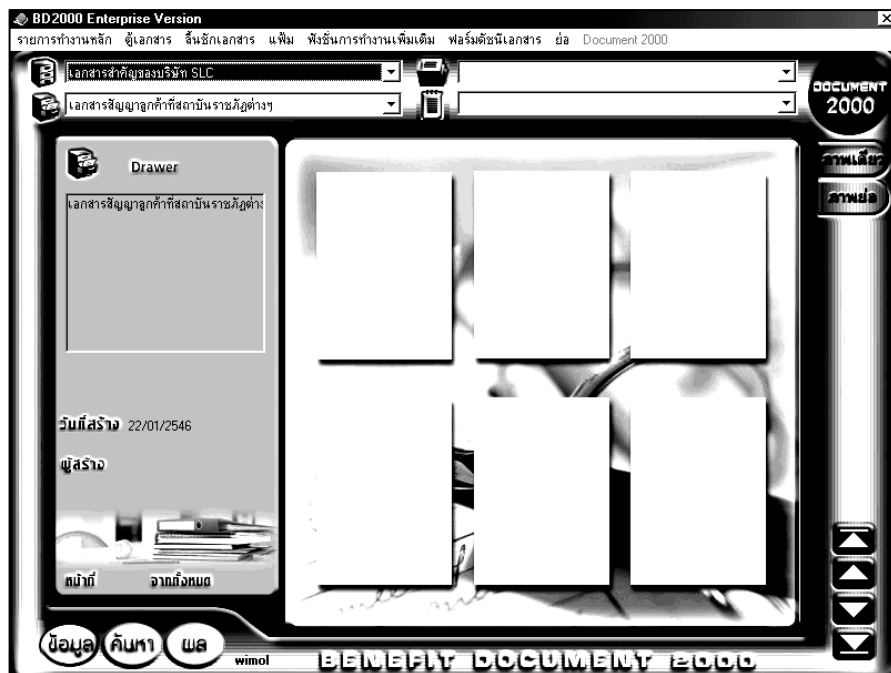 BD2000 Enterprise Version
รายการทำงานหลัก ตู้เอกสาร ลิ้นชักเอกสาร แฟ้ม ฟังชั่นการทำงานเพิ่มเติม ฟอร์มดัชนีเอกสาร ย่อ Document 2000
เอกสารสำคัญของบริษัท SLC
เอกสารสัญญาลูกค้าที่สถาบันราชภัฎต่างๆ
DOCUMENT
2000
ภาพเดียว
ภาพย่อ
Drawer
เอกสารสัญญาลูกค้าที่สถาบันราชภัฎต่าง
วันที่สร้าง 22/01/2546
ผู้สร้าง
หน้าที่ จากทั้งหมด
ข้อมูล ค้นหา ผล
wimol
BENEFIT DOCUMENT 2000